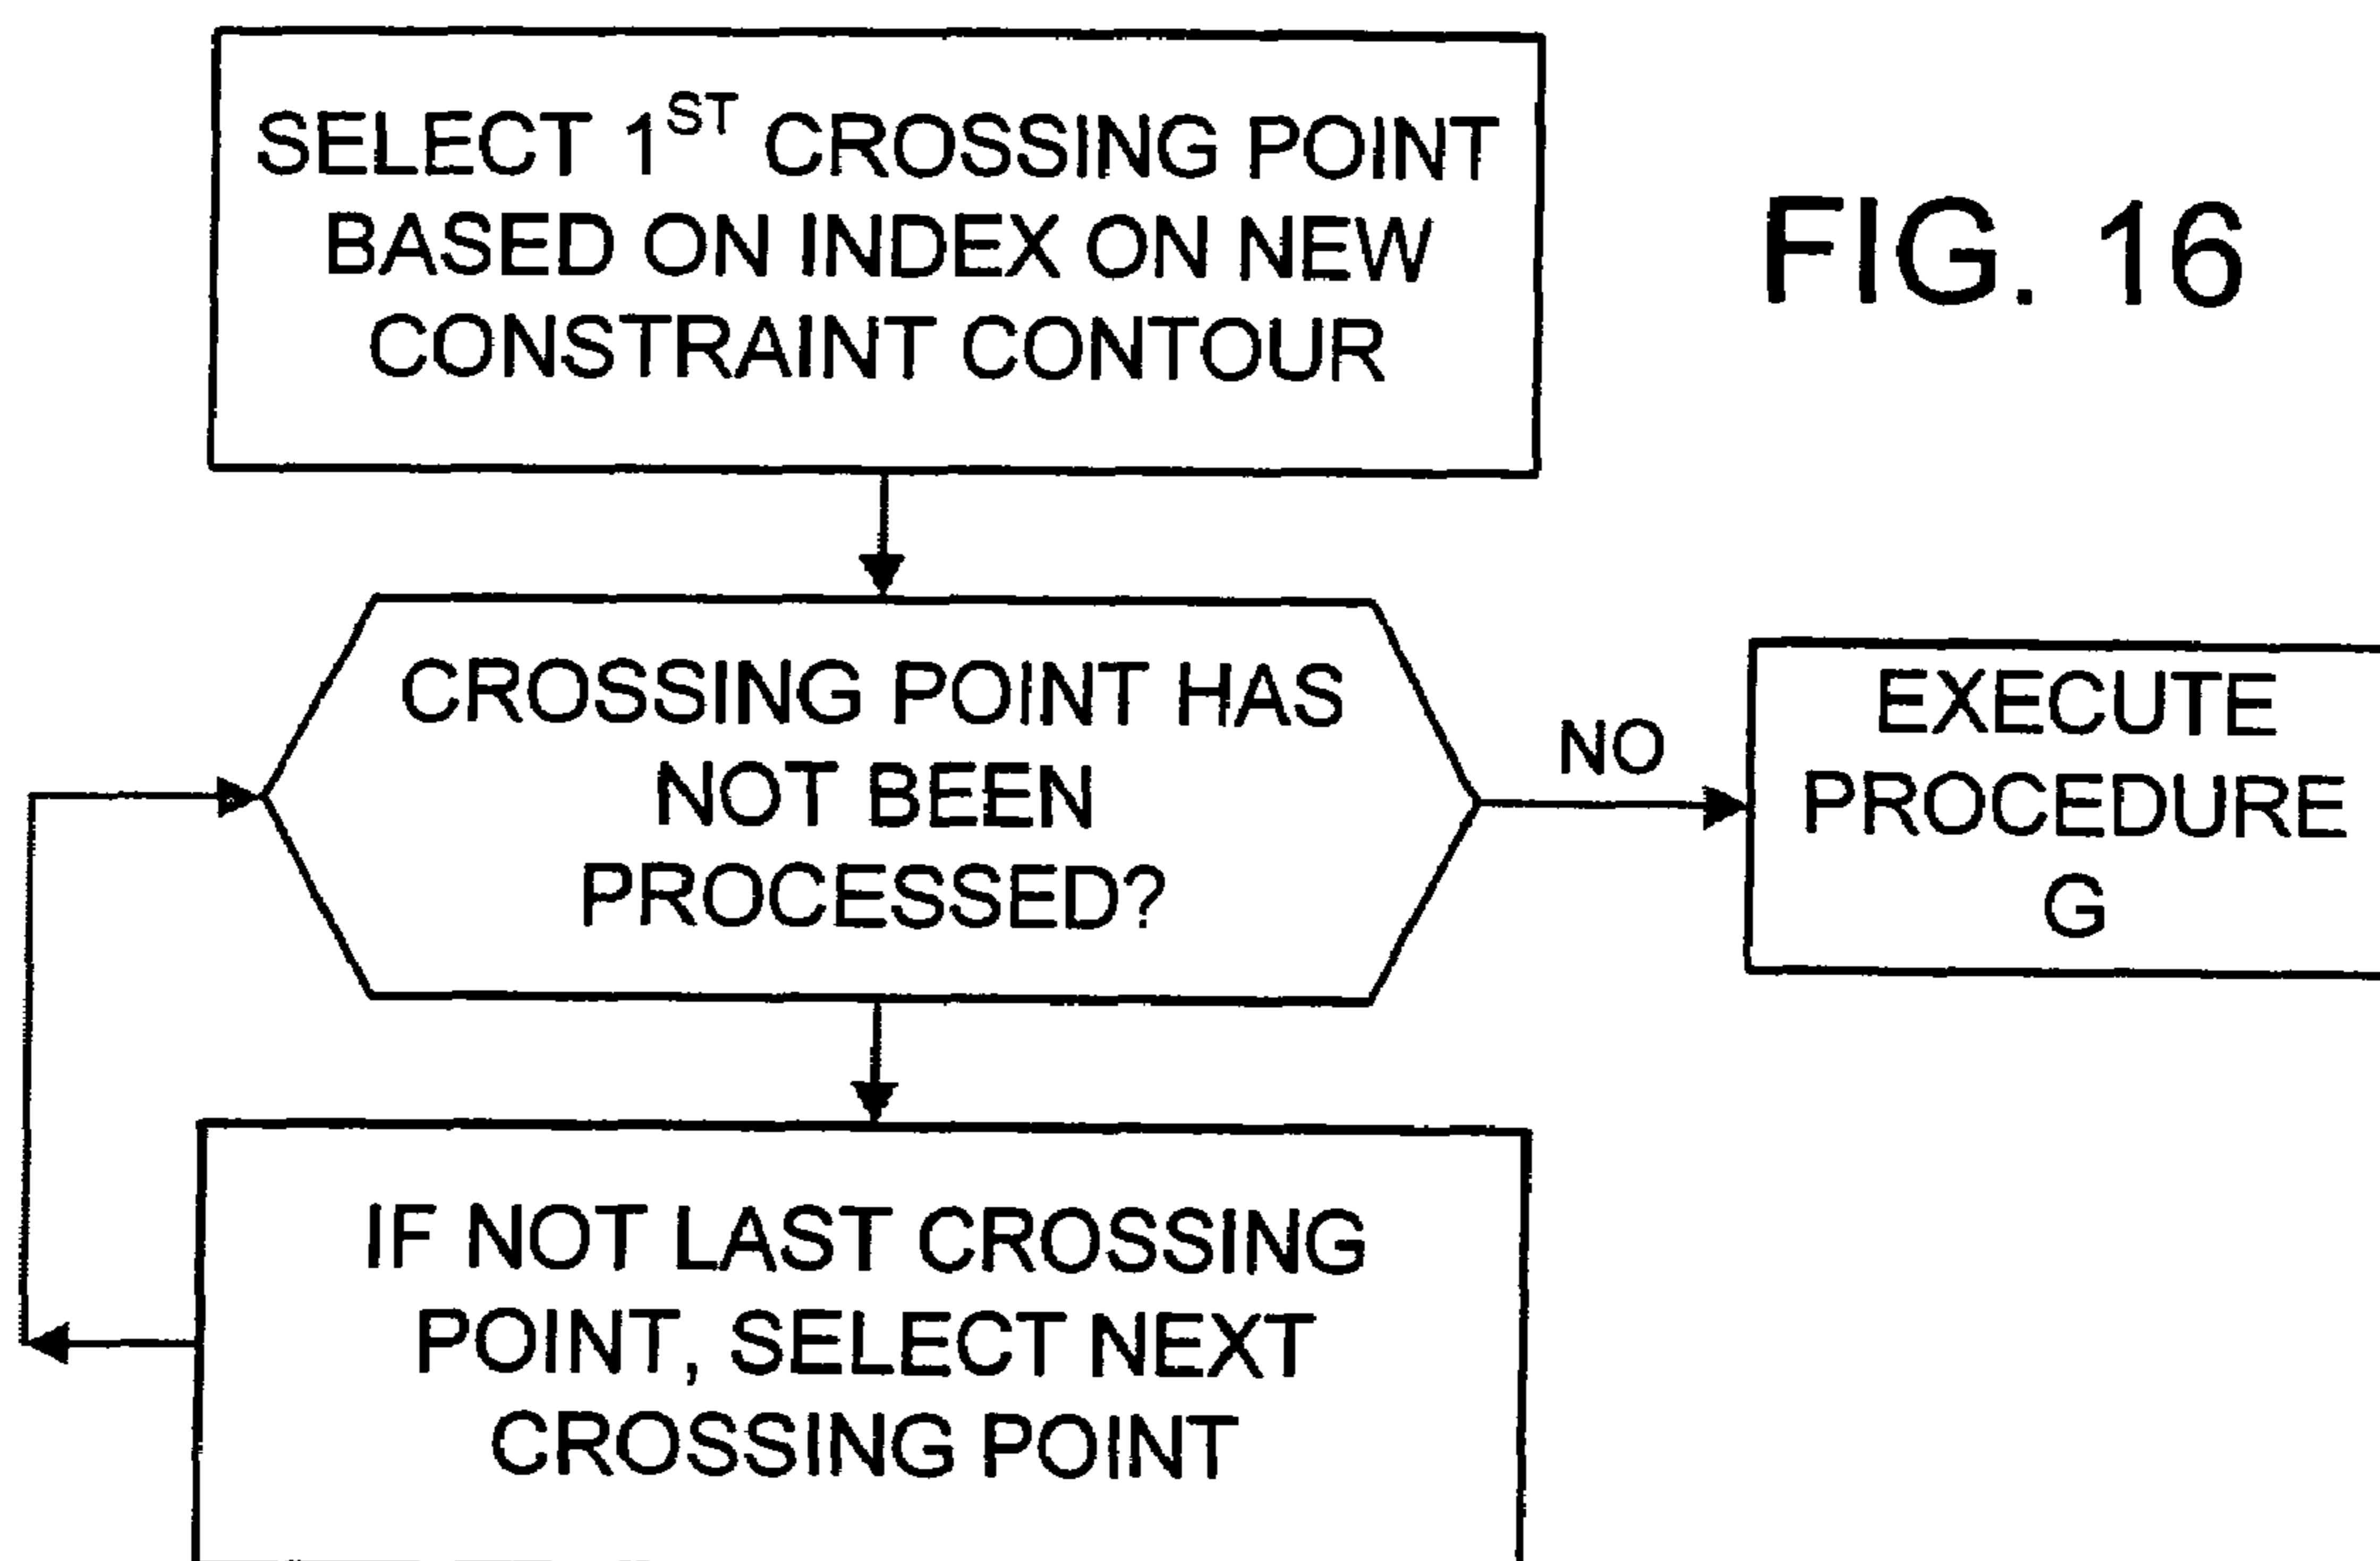 SELECT 1ST CROSSING POINT
BASED ON INDEX ON NEW
CONSTRAINT CONTOUR
FIG. 16
CROSSING POINT HAS
NOT BEEN
PROCESSED?
NO
EXECUTE
PROCEDURE
G
IF NOT LAST CROSSING
POINT, SELECT NEXT
CROSSING POINT